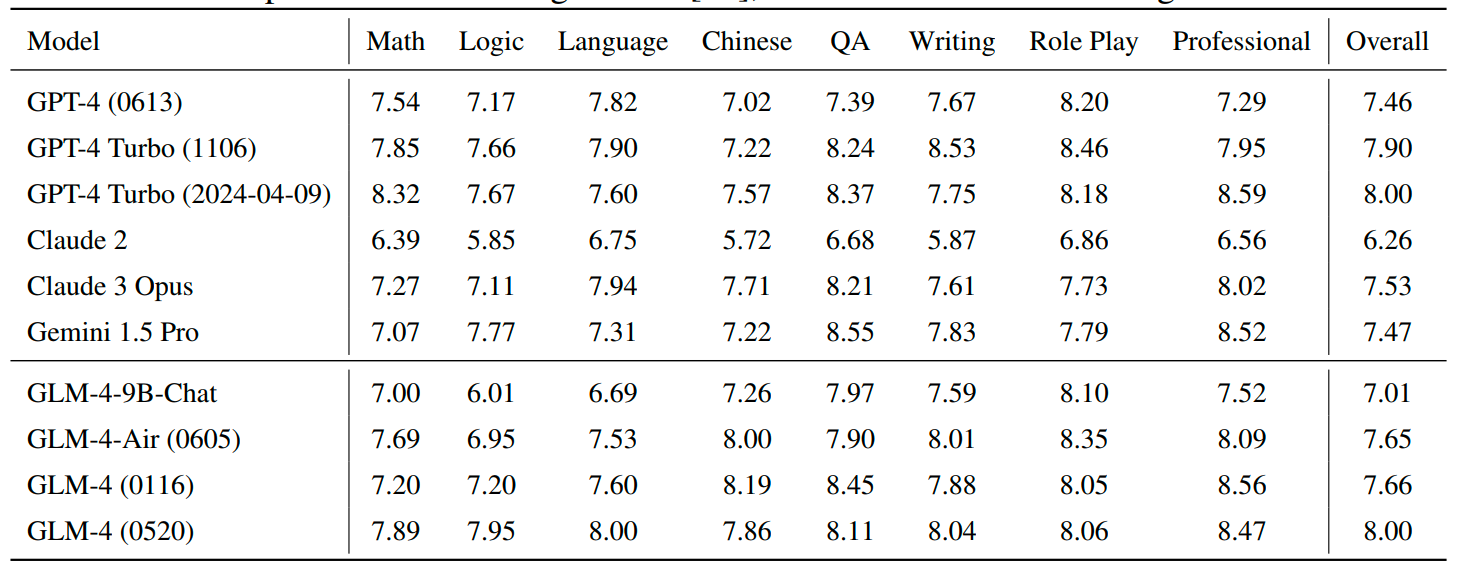 Model Math Logic Language Chinese QA Writing Role Play Professional Overall
GPT-4 (0613) 7.54 7.17 7.82 7.02 7.39 7.67 8.20 7.29 7.46
GPT-4 Turbo (1106) 7.85 7.66 7.90 7.22 8.24 8.53 8.46 7.95 7.90
GPT-4 Turbo (2024-04-09) 8.32 7.67 7.60 7.57 8.37 7.75 8.18 8.59 8.00
Claude 2 6.39 5.85 6.75 5.72 6.68 5.87 6.86 6.56 6.26
Claude 3 Opus 7.27 7.11 7.94 7.71 8.21 7.61 7.73 8.02 7.53
Gemini 1.5 Pro 7.07 7.77 7.31 7.22 8.55 7.83 7.79 8.52 7.47
GLM-4-9B-Chat 7.00 6.01 6.69 7.26 7.97 7.59 8.10 7.52 7.01
GLM-4-Air (0605) 7.69 6.95 7.53 8.00 7.90 8.01 8.35 8.09 7.65
GLM-4 (0116) 7.20 7.20 7.60 8.19 8.45 7.88 8.05 8.56 7.66
GLM-4 (0520) 7.89 7.95 8.00 7.86 8.11 8.04 8.06 8.47 8.00